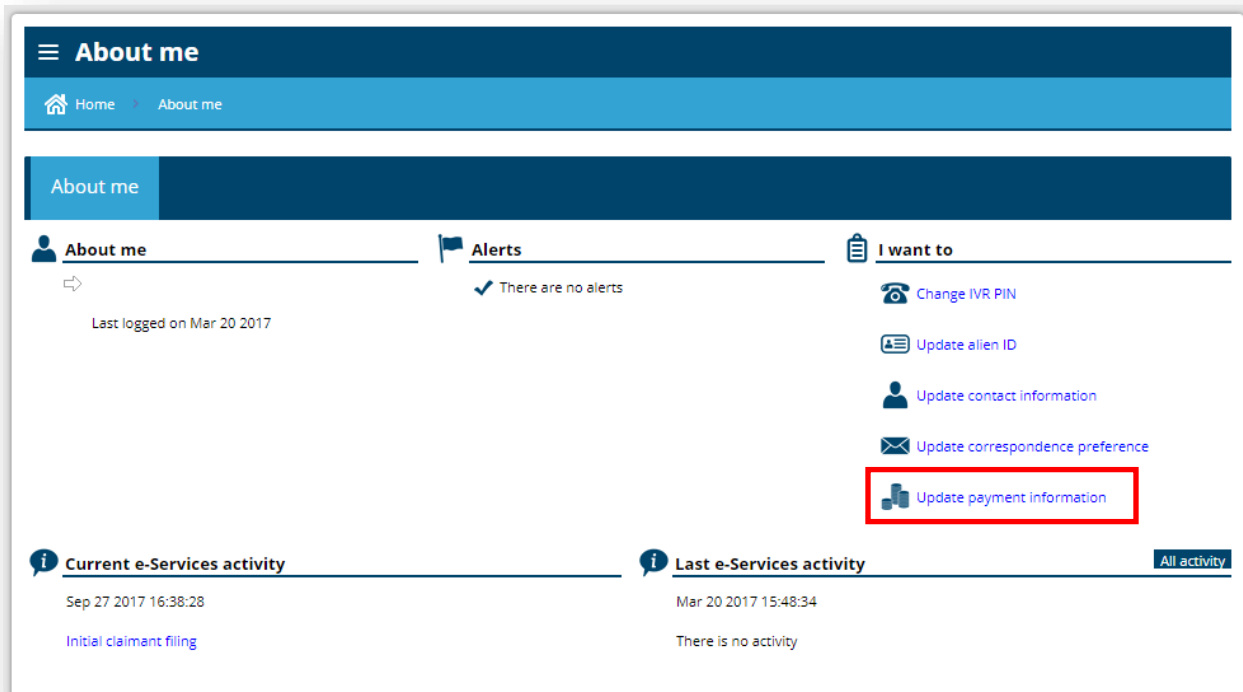 About me
Home
About me
About me
About me
Last logged on Mar 20 2017
Alerts
There are no alerts
I want to
Change IVR PIN
Update alien ID
Update contact information
Update correspondence preference
Update payment information
Current e-Services activity
Sep 27 2017 16:38:28
Initial claimant filing
Last e-Services activity
All activity
Mar 20 2017 15:48:34
There is no activity